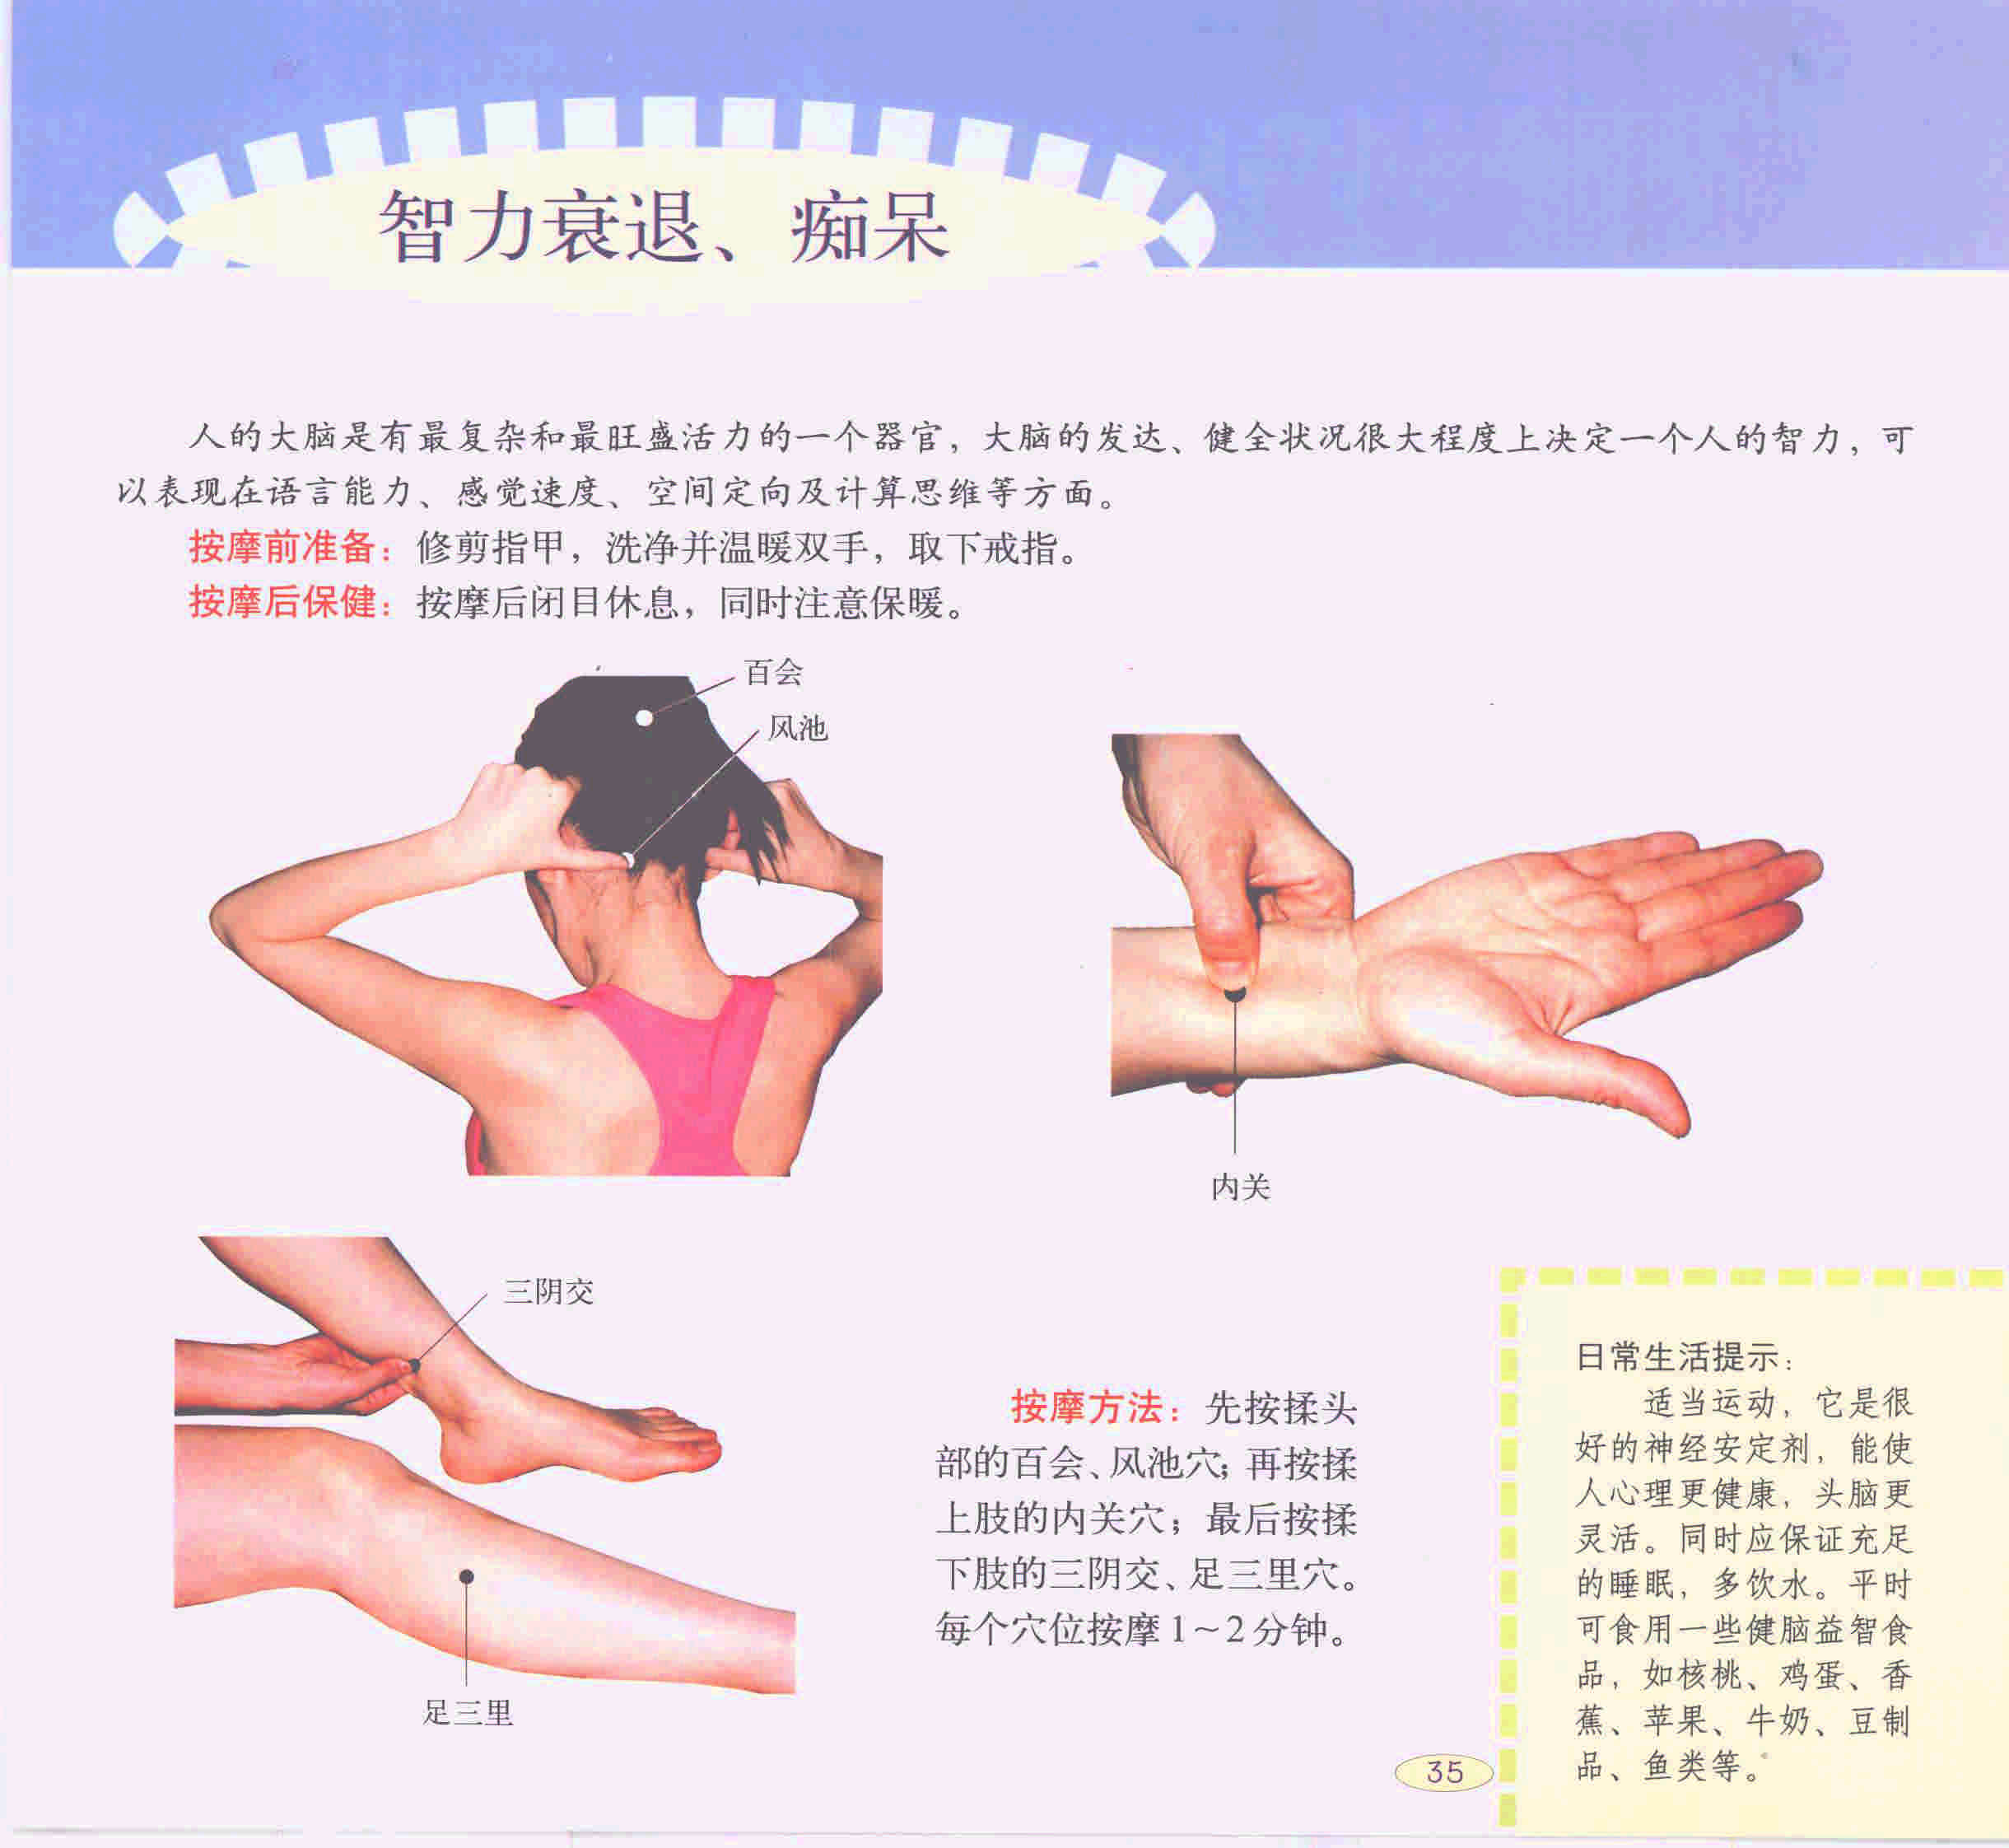 智力衰退、痴呆
人的大脑是有最复杂和最旺盛活力的一个器官，大脑的发达、健全状况很大程度上决定一个人的智力，可
以表现在语言能力、感觉速度、空间定向及计算思维等方面。
按摩前准备：修剪指甲，洗净并温暖双手，取下戒指。
按摩后保健：按摩后闭目休息，同时注意保暖。
百会
风池
内关
三阴交
足三里
按摩方法：先按揉头
部的百会、风池穴；再按揉
上肢的内关穴；最后按揉
下肢的三阴交、足三里穴。
每个穴位按摩1～2分钟。
日常生活提示：
适当运动，它是很
好的神经安定剂，能使
人心理更健康，头脑更
灵活。同时应保证充足
的睡眠，多饮水。平时
可食用一些健脑益智食
品，如核桃、鸡蛋、香
蕉、苹果、牛奶、豆制
品、鱼类等。
35